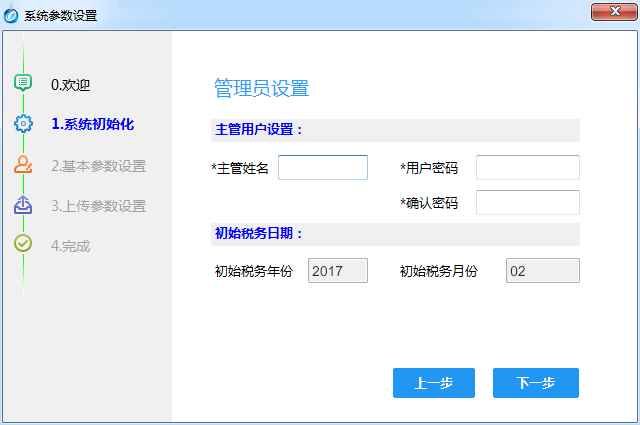 系统参数设置
0.欢迎
1.系统初始化
2.基本参数设置
3.上传参数设置
4.完成
管理员设置
主管用户设置：
*主管姓名 *用户密码
*确认密码
初始税务日期：
初始税务年份 2017 初始税务月份 02
上一步 下一步